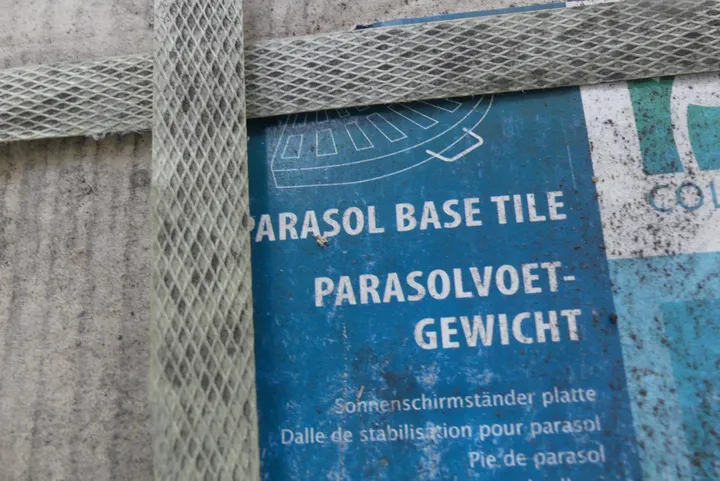 PARASOL BASE TILE
PARASOLVOET-
GEWICHT
Sonnenschirmständer platte
Dalle de stabilisation pour parasol
Pie de parasol